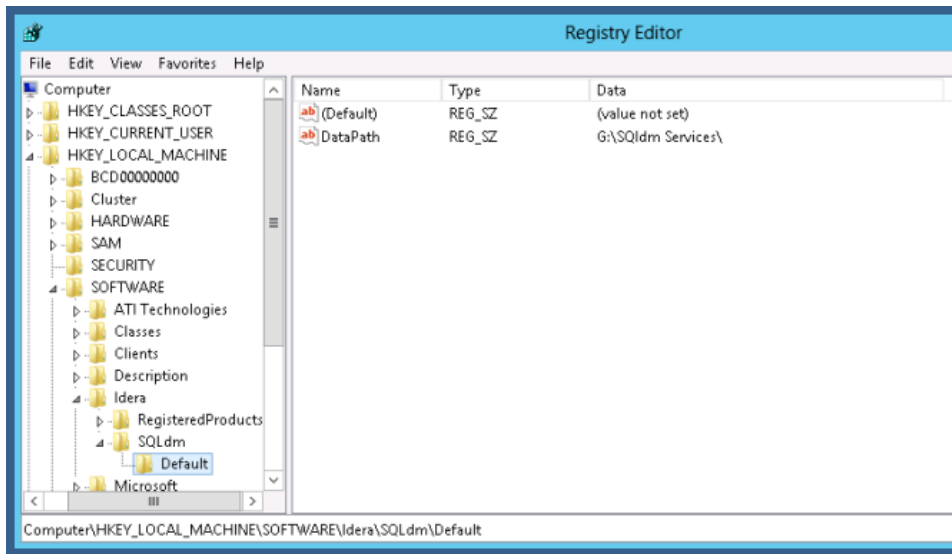 Registry Editor
File Edit View Favorites Help
Computer
HKEY_CLASSES_ROOT
HKEY_CURRENT_USER
HKEY_LOCAL_MACHINE
BCD00000000
Cluster
HARDWARE
SAM
SECURITY
SOFTWARE
ATI Technologies
Classes
Clients
Description
Idera
RegisteredProducts
SQLdm
Default
Microsoft
Name Type Data
ab (Default) REG_SZ (value not set)
ab DataPath REG_SZ G:\SQldm Services\
Computer\HKEY_LOCAL_MACHINE\SOFTWARE\Idera\SQLdm\Default